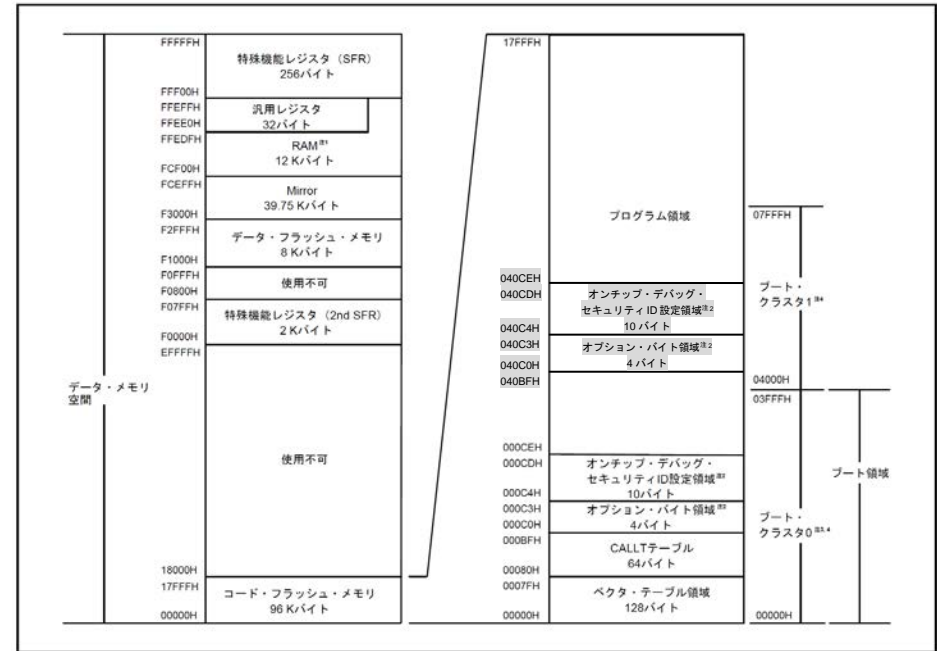 FFFFFH
特殊機能レジスタ（SFR）
256バイト
FFF00H
FFEFFH
汎用レジスタ
32バイト
FFEE0H
FFEDFH
RAM注1
12 Kバイト
FCF00H
FCEFFH
Mirror
39.75 Kバイト
F3000H
F2FFFH
データ・フラッシュ・メモリ
8 Kバイト
F1000H
F0FFFH
使用不可
F0800H
F07FFH
特殊機能レジスタ（2nd SFR）
2 Kバイト
F0000H
EFFFFH
データ・メモリ
空間
使用不可
18000H
17FFFH
コード・フラッシュ・メモリ
96 Kバイト
00000H
17FFFH
プログラム領域
040CEH
040CDH
オンチップ・デバッグ・
セキュリティ ID 設定領域注2
10 バイト
040C4H
040C3H
オプション・バイト領域注2
4 バイト
040C0H
040BFH
000CEH
000CDH
オンチップ・デバッグ・
セキュリティID設定領域
10バイト
000C4H
000C3H
オプション・バイト領域
4バイト
000C0H
000BFH
CALLTテーブル
64バイト
00080H
0007FH
ベクタ・テーブル領域
128バイト
00000H
07FFFH
ブート・
クラスタ1注4
04000H
03FFFH
ブート領域
ブート・
クラスタ0注3, 4
00000H